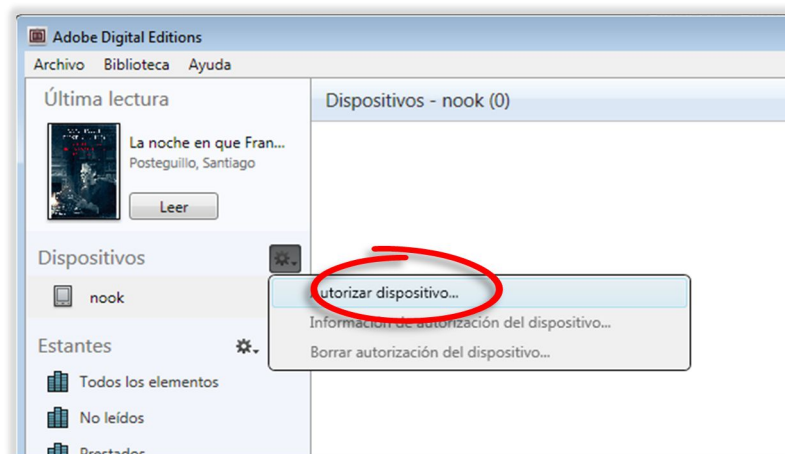 Adobe Digital Editions
Archivo Biblioteca Ayuda
Última lectura
La noche en que Fran...
Posteguillo, Santiago
Leer
Dispositivos
nook
Estantes
Todos los elementos
No leídos
Prestados
Dispositivos - nook (0)
Autorizar dispositivo...
Información de autorización del dispositivo...
Borrar autorización del dispositivo...